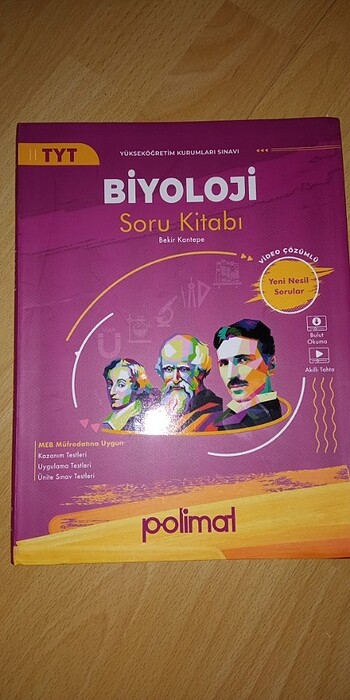 TYT
YÜKSEKÖĞRETİM KURUMLARI SINAVI
BİYOLOJİ
Soru Kitabı
Bekir Kantepe
VİDEO ÇÖZÜMLÜ
Yeni Nesil
Sorular
Bulut
Okuma
Akıllı Tahta
MEB Müfredatına Uygun
Kazanım Testleri
Uygulama Testleri
Ünite Sınav Testleri
polimat